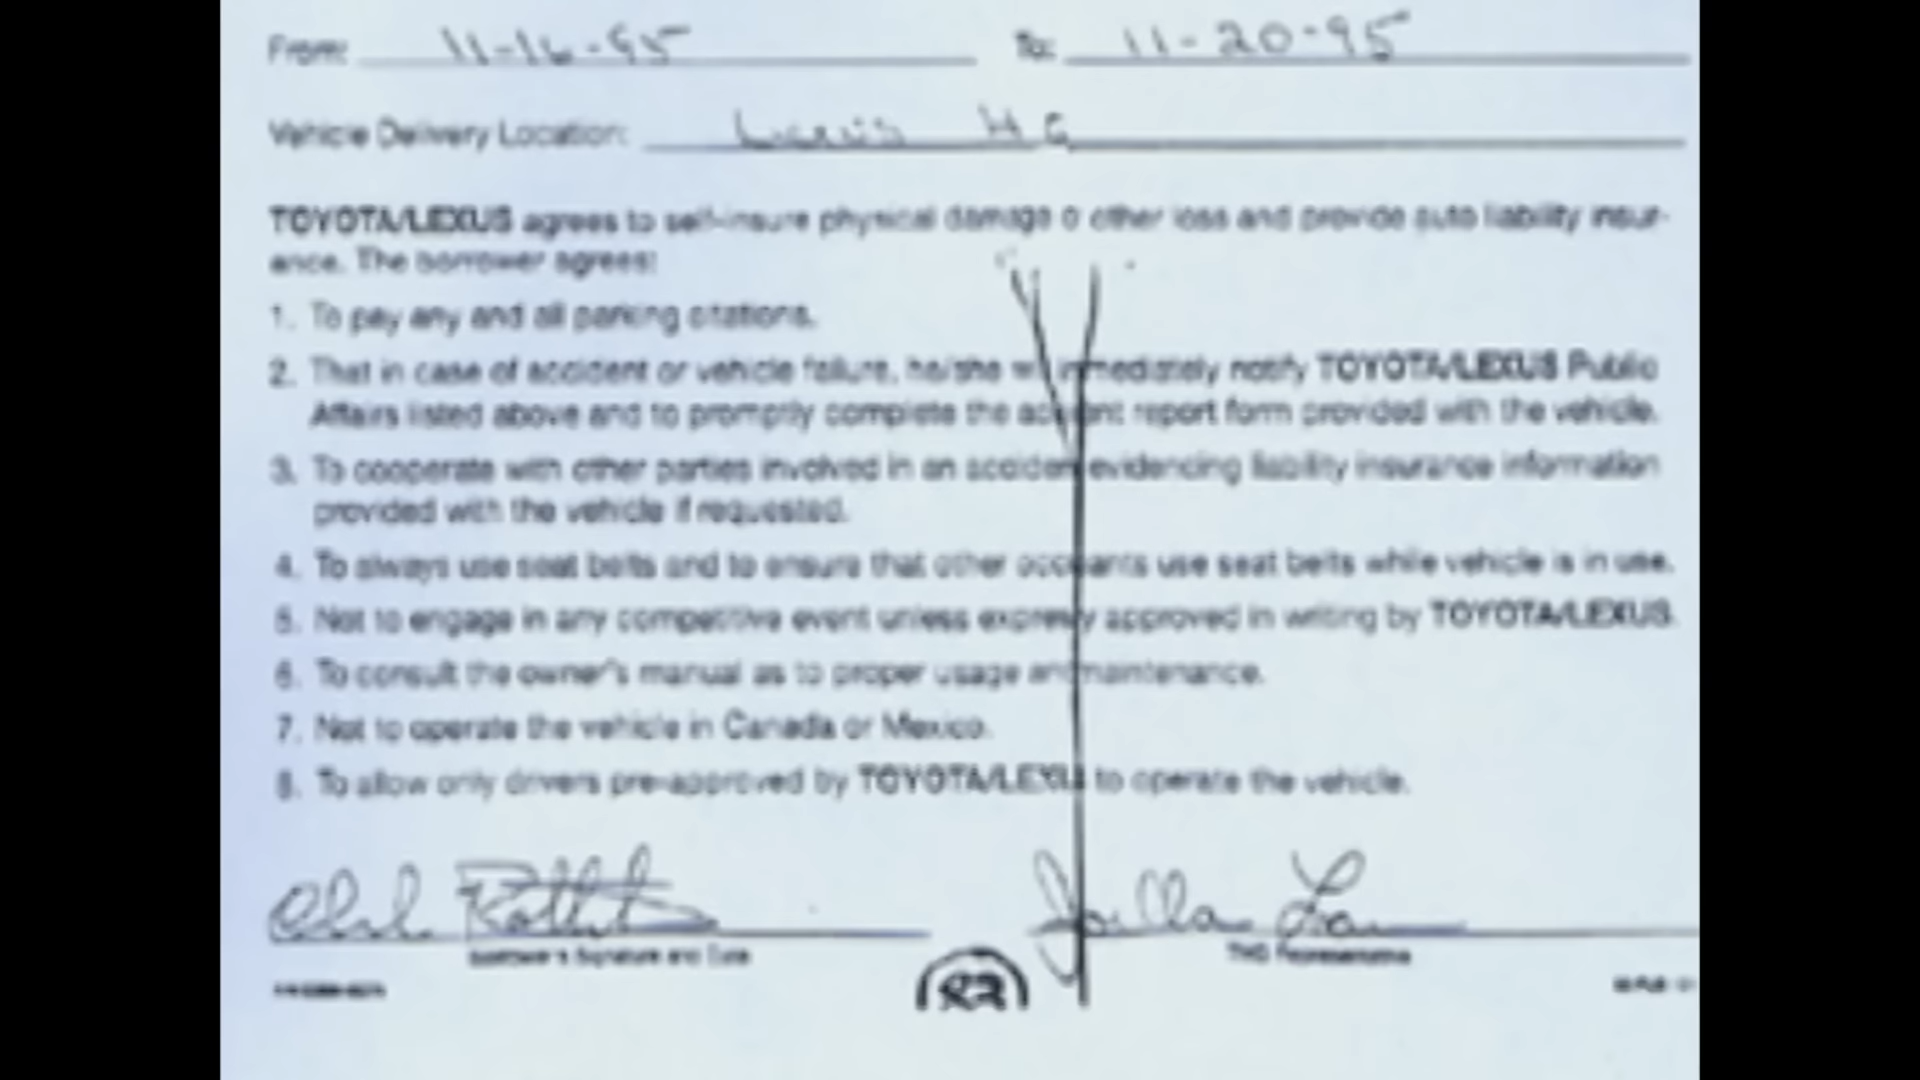 From: 11-16-95 To: 11-20-95
Vehicle Delivery Location: Lexus HQ
TOYOTA/LEXUS agrees to self-insure physical damage o other loss and provide auto liability insur-
ance. The borrower agrees:
1. To pay any and all parking citations.
2. That in case of accident or vehicle failure, he/she will immediately notify TOYOTA/LEXUS Public
Affairs listed above and to promptly complete the accident report form provided with the vehicle.
3. To cooperate with other parties involved in an accident evidencing liability insurance information
provided with the vehicle if requested.
4. To always use seat belts and to ensure that other occupants use seat belts while vehicle is in use.
5. Not to engage in any competitive event unless expressly approved in writing by TOYOTA/LEXUS.
6. To consult the owner's manual as to proper usage and maintenance.
7. Not to operate the vehicle in Canada or Mexico.
8. To allow only drivers pre-approved by TOYOTA/LEXUS to operate the vehicle.
Borrower's Signature and Date TMS Representative